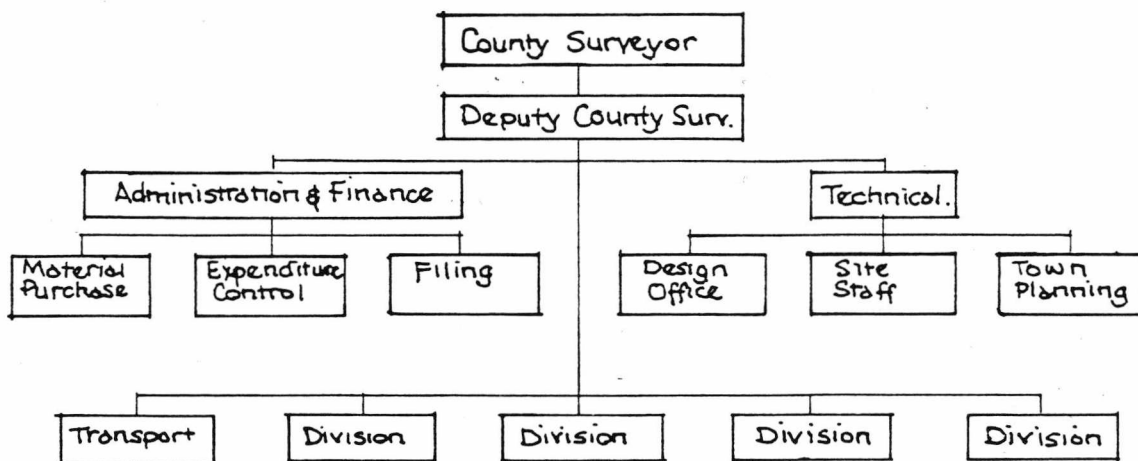 County Surveyor
Deputy County Surv.
Administration & Finance
Technical.
Material
Purchase
Expenditure
Control
Filing
Design
Office
Site
Staff
Town
Planning
Transport
Division
Division
Division
Division